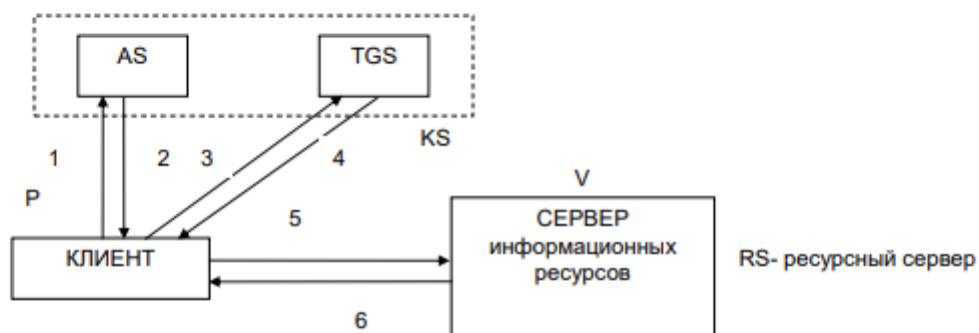 AS
TGS
KS
1
2
3
4
P
5
V
КЛИЕНТ
СЕРВЕР
информационных
ресурсов
RS- ресурсный сервер
6